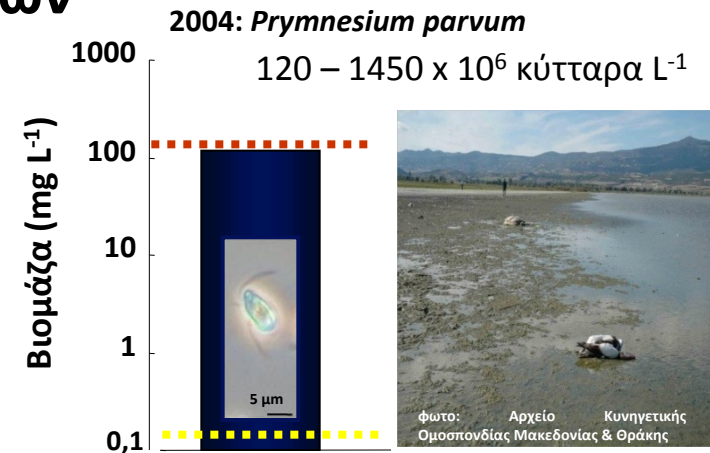 2004: Prymnesium parvum
120 – 1450 x 10⁶ κύτταρα L⁻¹
Βιομάζα (mg L⁻¹)
1000
100
10
1
0,1
5 μm
φωτο: Αρχείο Κυνηγετικής
Ομοσπονδίας Μακεδονίας & Θράκης